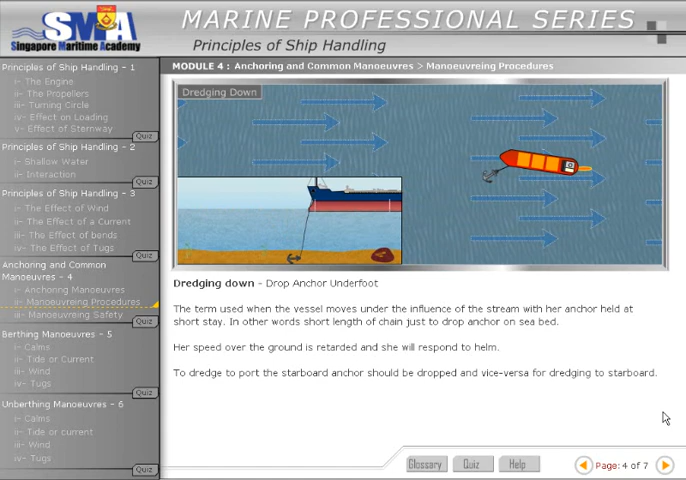 SMA
Singapore Maritime Academy
MARINE PROFESSIONAL SERIES
Principles of Ship Handling
MODULE 4 : Anchoring and Common Manoeuvres > Manoeuvreing Procedures
Principles of Ship Handling - 1
i- The Engine
ii- The Propellers
iii- Turning Circle
iv- Effect on Loading
v- Effect of Sternway
Quiz
Principles of Ship Handling - 2
i- Shallow Water
ii- Interaction
Quiz
Principles of Ship Handling - 3
i- The Effect of Wind
ii- The Effect of a Current
iii- The Effect of bends
iv- The Effect of Tugs
Quiz
Anchoring and Common
Manoeuvres - 4
i- Anchoring Manoeuvres
ii- Manoeuvreing Procedures
iii- Manoeuvreing Safety
Quiz
Berthing Manoeuvres - 5
i- Calms
ii- Tide or Current
iii- Wind
iv- Tugs
Quiz
Unberthing Manoeuvres - 6
i- Calms
ii- Tide or current
iii- Wind
iv- Tugs
Quiz
Dredging Down
Dredging down - Drop Anchor Underfoot
The term used when the vessel moves under the influence of the stream with her anchor held at
short stay. In other words short length of chain just to drop anchor on sea bed.
Her speed over the ground is retarded and she will respond to helm.
To dredge to port the starboard anchor should be dropped and vice-versa for dredging to starboard.
Glossary
Quiz
Help
Page: 4 of 7